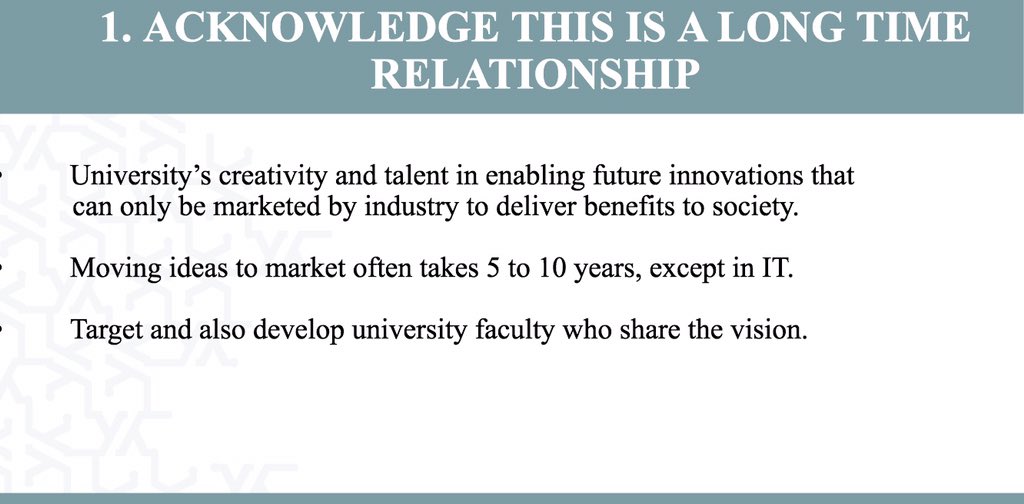 1. ACKNOWLEDGE THIS IS A LONG TIME
RELATIONSHIP
• University’s creativity and talent in enabling future innovations that
can only be marketed by industry to deliver benefits to society.
• Moving ideas to market often takes 5 to 10 years, except in IT.
• Target and also develop university faculty who share the vision.